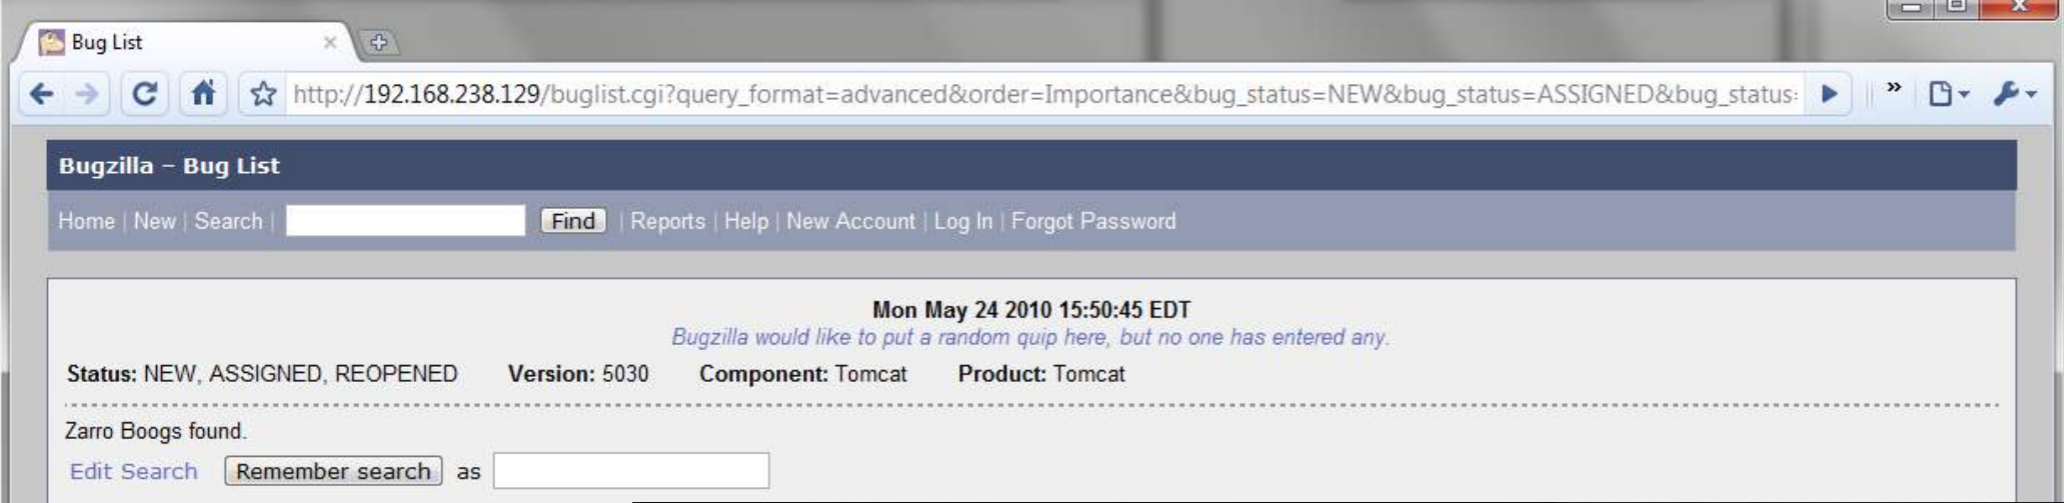 Bug List
http://192.168.238.129/buglist.cgi?query_format=advanced&order=Importance&bug_status=NEW&bug_status=ASSIGNED&bug_status
Bugzilla – Bug List
Home | New | Search | Find | Reports | Help | New Account | Log In | Forgot Password
Mon May 24 2010 15:50:45 EDT
Bugzilla would like to put a random quip here, but no one has entered any.
Status: NEW, ASSIGNED, REOPENED Version: 5030 Component: Tomcat Product: Tomcat
Zarro Boogs found.
Edit Search Remember search as